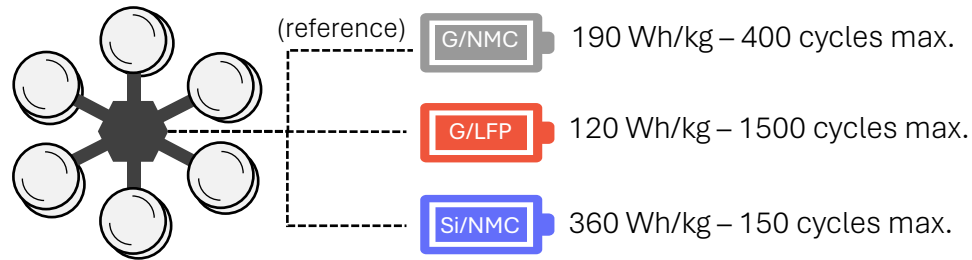 (reference)
G/NMC
190 Wh/kg – 400 cycles max.
G/LFP
120 Wh/kg – 1500 cycles max.
Si/NMC
360 Wh/kg – 150 cycles max.